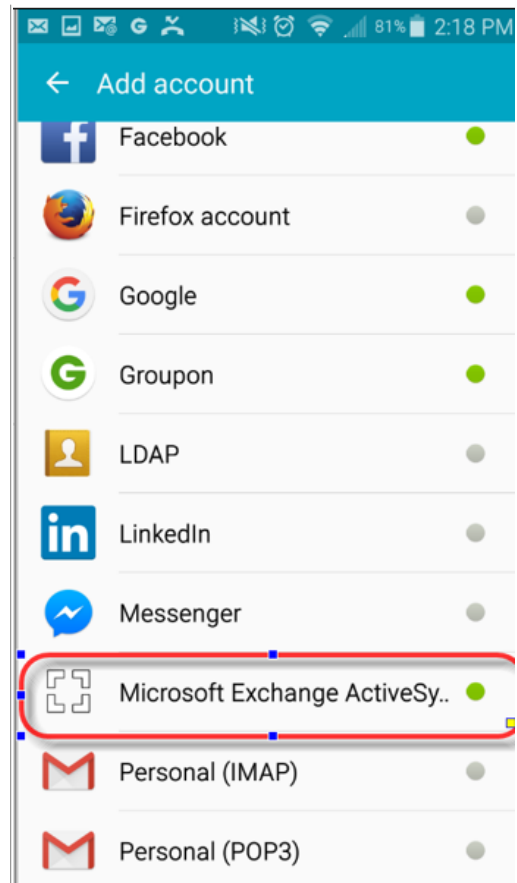 81% 2:18 PM
Add account
Facebook
Firefox account
Google
Groupon
LDAP
LinkedIn
Messenger
Microsoft Exchange ActiveSy..
Personal (IMAP)
Personal (POP3)